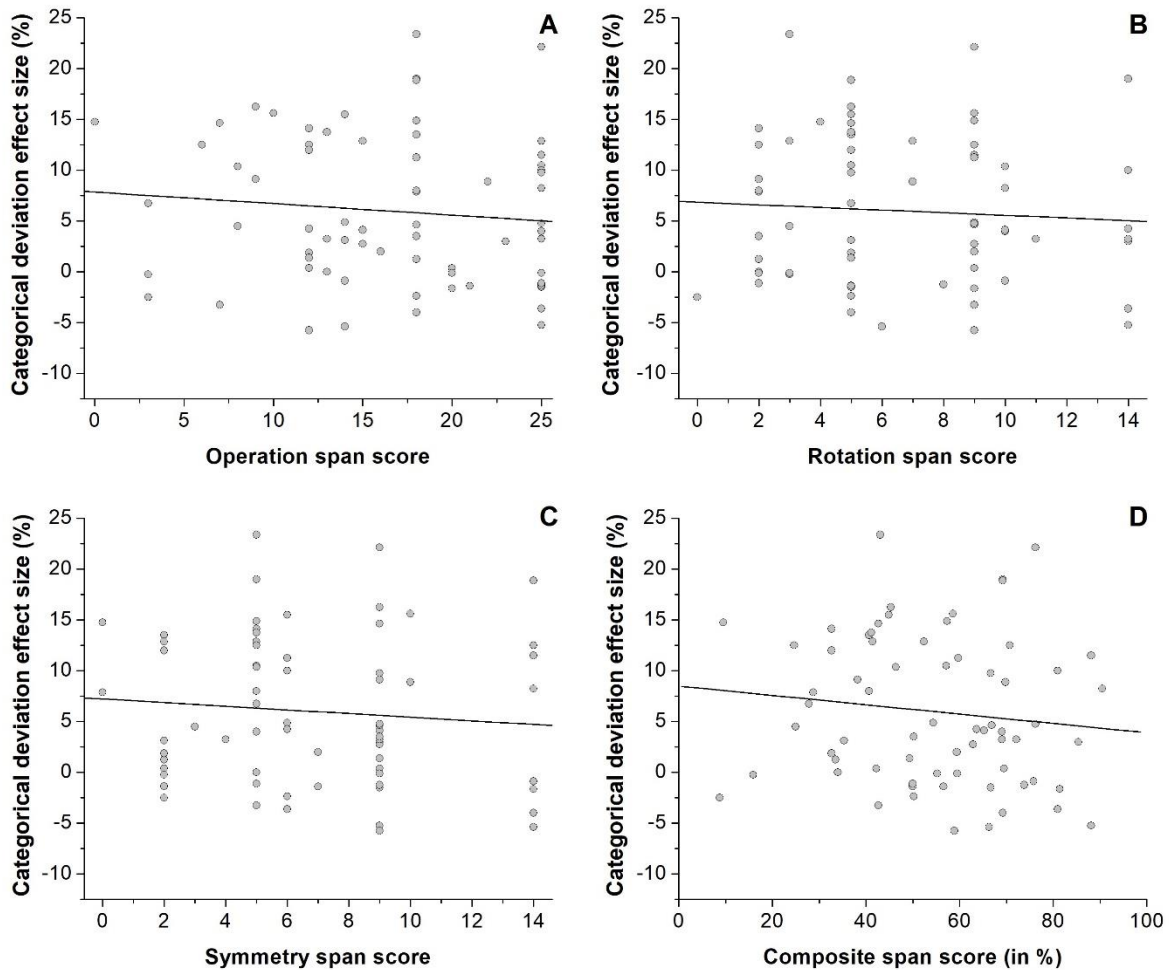 A
Categorical deviation effect size (%)
25
20
15
10
5
0
-5
-10
0 5 10 15 20 25
Operation span score
B
Categorical deviation effect size (%)
25
20
15
10
5
0
-5
-10
0 2 4 6 8 10 12 14
Rotation span score
C
Categorical deviation effect size (%)
25
20
15
10
5
0
-5
-10
0 2 4 6 8 10 12 14
Symmetry span score
D
Categorical deviation effect size (%)
25
20
15
10
5
0
-5
-10
0 20 40 60 80 100
Composite span score (in %)